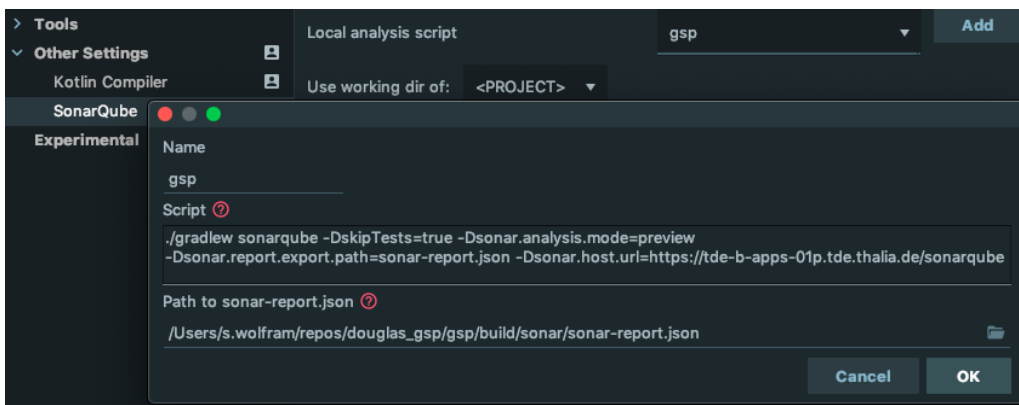 Tools
Local analysis script
gsp
Add
Other Settings
Kotlin Compiler
Use working dir of:
<PROJECT>
SonarQube
Experimental
Name
gsp
Script
./gradlew sonarqube -DskipTests=true -Dsonar.analysis.mode=preview
-Dsonar.report.export.path=sonar-report.json -Dsonar.host.url=https://tde-b-apps-01p.tde.thalia.de/sonarqube
Path to sonar-report.json
/Users/s.wolfram/repos/douglas_gsp/gsp/build/sonar/sonar-report.json
Cancel
OK